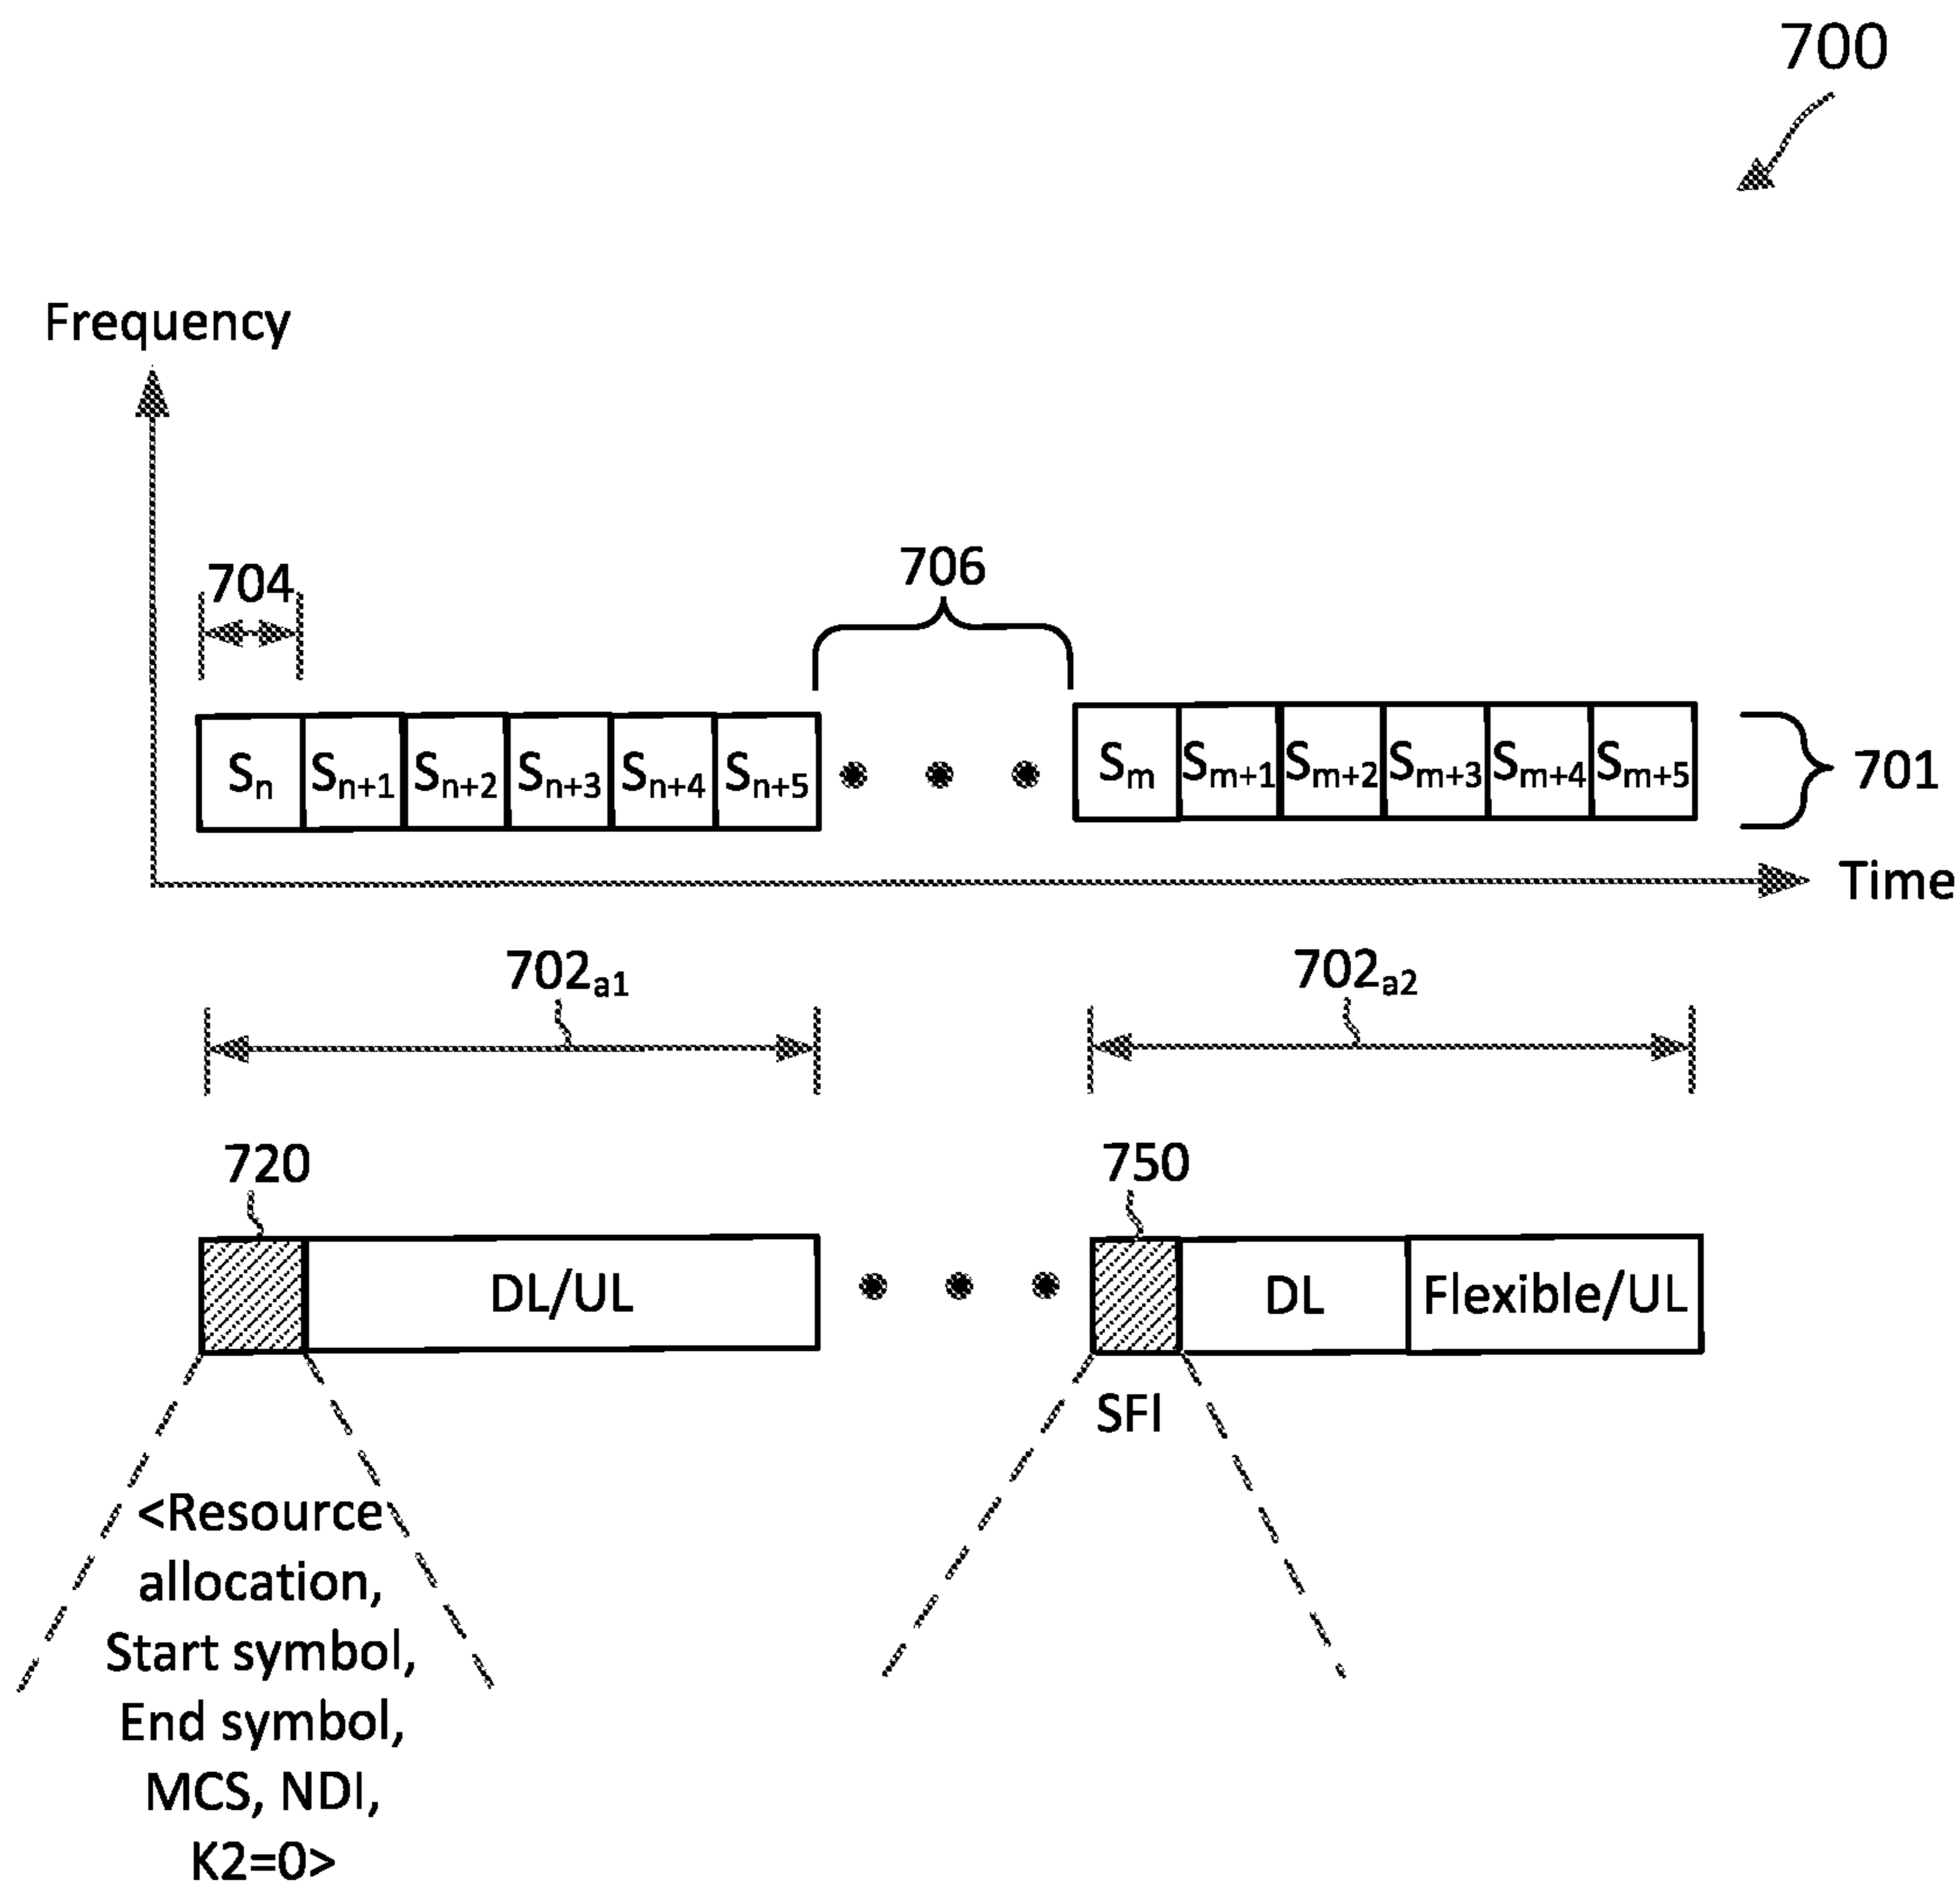 700
Frequency
706
704
Sn Sn+1 Sn+2 Sn+3 Sn+4 Sn+5 Sm Sm+1 Sm+2 Sm+3 Sm+4 Sm+5 701
Time
702a1 702a2
720 750
DL/UL DL Flexible/UL
SFI
<Resource
allocation,
Start symbol,
End symbol,
MCS, NDI,
K2=0>